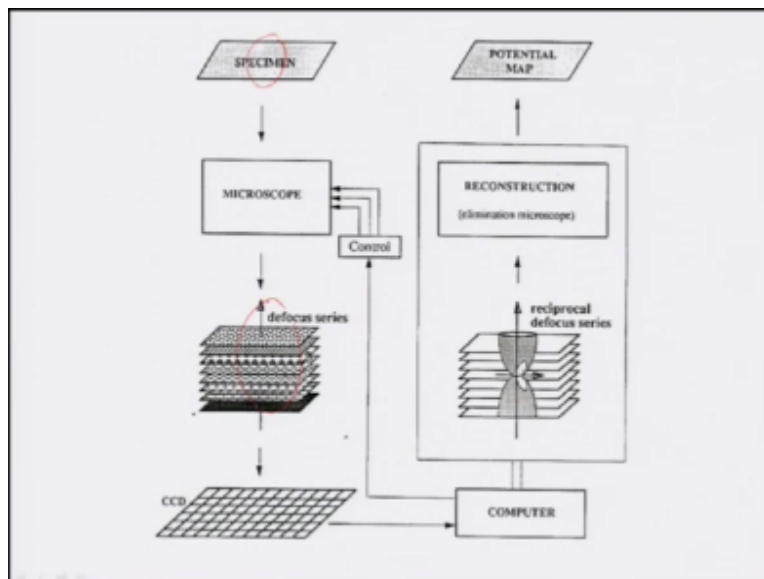 SPECIMEN
POTENTIAL
MAP
MICROSCOPE
RECONSTRUCTION
(elimination microscope)
Control
defocus series
reciprocal
defocus series
CCD
COMPUTER